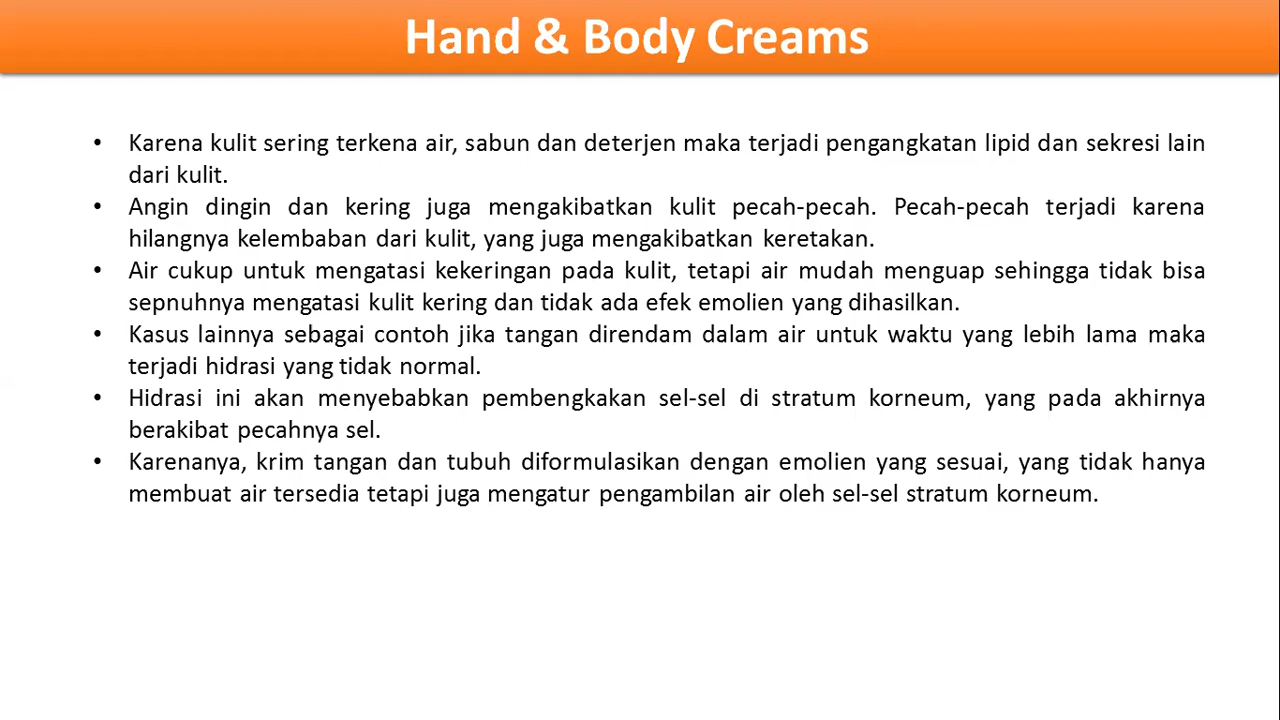 Hand & Body Creams
• Karena kulit sering terkena air, sabun dan deterjen maka terjadi pengangkatan lipid dan sekresi lain
dari kulit.
• Angin dingin dan kering juga mengakibatkan kulit pecah-pecah. Pecah-pecah terjadi karena
hilangnya kelembaban dari kulit, yang juga mengakibatkan keretakan.
• Air cukup untuk mengatasi kekeringan pada kulit, tetapi air mudah menguap sehingga tidak bisa
sepnuhnya mengatasi kulit kering dan tidak ada efek emolien yang dihasilkan.
• Kasus lainnya sebagai contoh jika tangan direndam dalam air untuk waktu yang lebih lama maka
terjadi hidrasi yang tidak normal.
• Hidrasi ini akan menyebabkan pembengkakan sel-sel di stratum korneum, yang pada akhirnya
berakibat pecahnya sel.
• Karenanya, krim tangan dan tubuh diformulasikan dengan emolien yang sesuai, yang tidak hanya
membuat air tersedia tetapi juga mengatur pengambilan air oleh sel-sel stratum korneum.